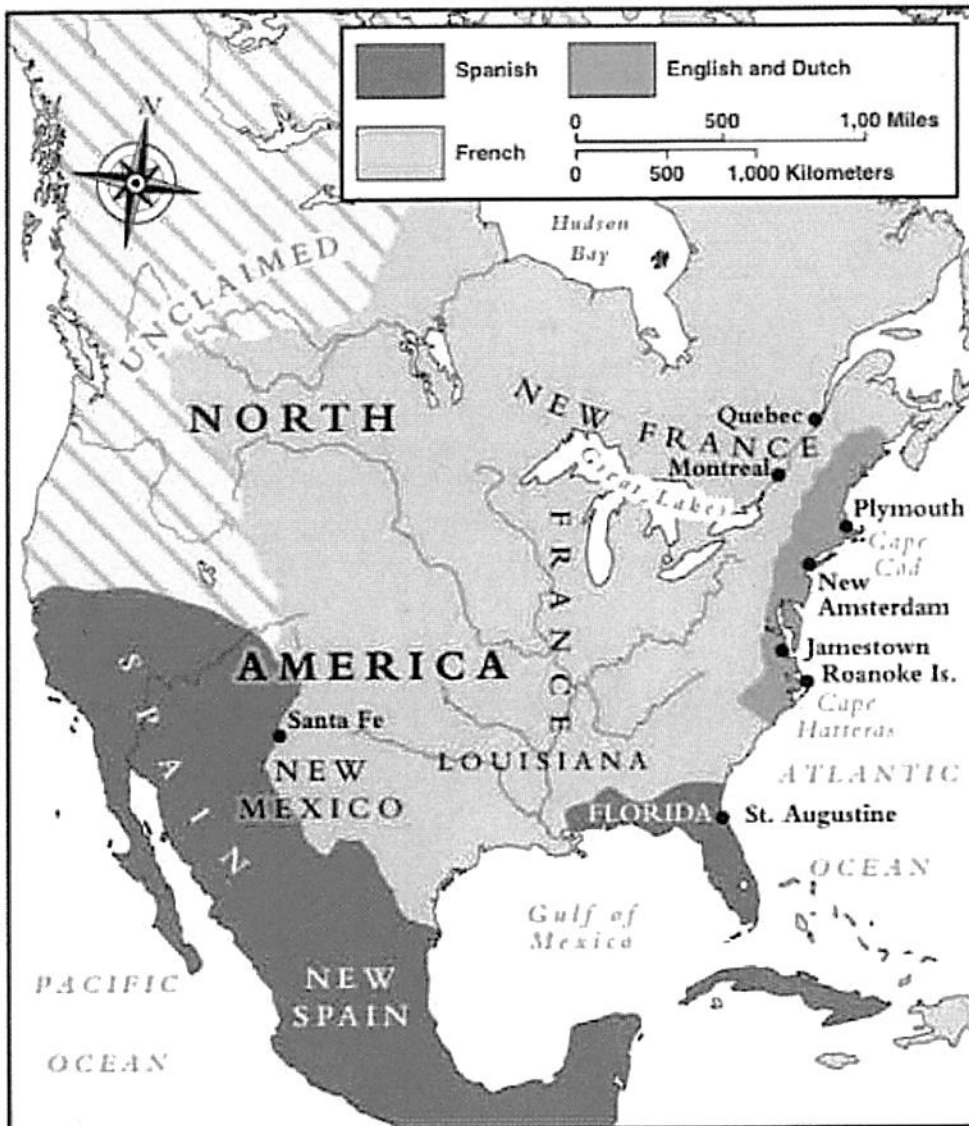 Spanish
English and Dutch
French
0 500 1,00 Miles
0 500 1,000 Kilometers
N
UNCLAIMED
Hudson
Bay
NORTH
AMERICA
NEW FRANCE
Quebec
Montreal
Great Lakes
FRANCE
Plymouth
Cape
Cod
New
Amsterdam
Jamestown
Roanoke Is.
Cape
Hatteras
SPAIN
Santa Fe
NEW
MEXICO
LOUISIANA
ATLANTIC
OCEAN
FLORIDA
St. Augustine
Gulf of
Mexico
NEW
SPAIN
PACIFIC
OCEAN